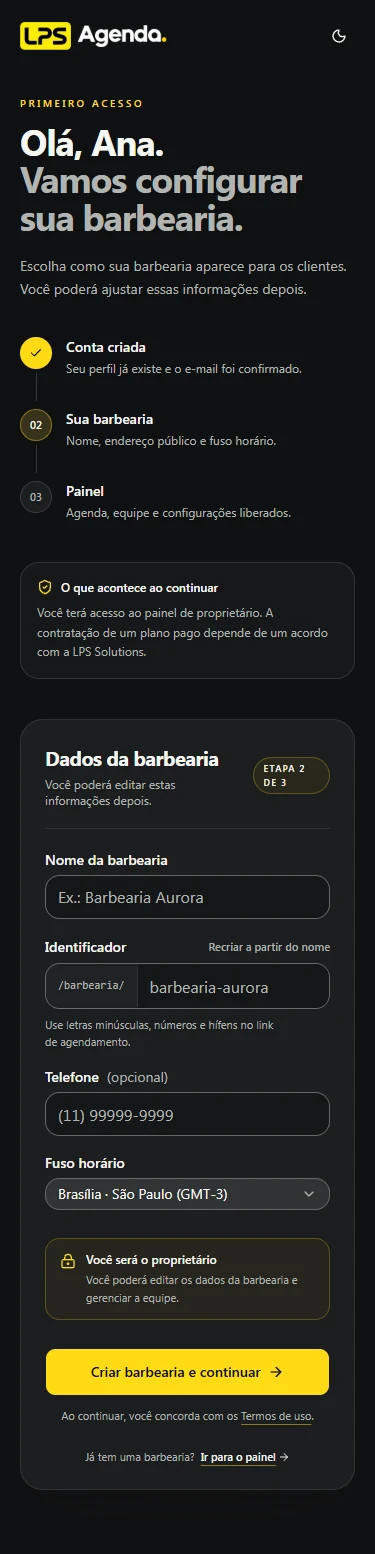 LPS Agenda.
PRIMEIRO ACESSO
Olá, Ana.
Vamos configurar
sua barbearia.
Escolha como sua barbearia aparece para os clientes.
Você poderá ajustar essas informações depois.
Conta criada
Seu perfil já existe e o e-mail foi confirmado.
02
Sua barbearia
Nome, endereço público e fuso horário.
03
Painel
Agenda, equipe e configurações liberados.
O que acontece ao continuar
Você terá acesso ao painel de proprietário. A
contratação de um plano pago depende de um acordo
com a LPS Solutions.
Dados da barbearia
Você poderá editar estas
informações depois.
ETAPA 2
DE 3
Nome da barbearia
Ex.: Barbearia Aurora
Identificador
Recriar a partir do nome
/barbearia/
barbearia-aurora
Use letras minúsculas, números e hífens no link
de agendamento.
Telefone (opcional)
(11) 99999-9999
Fuso horário
Brasília · São Paulo (GMT-3)
Você será o proprietário
Você poderá editar os dados da barbearia e
gerenciar a equipe.
Criar barbearia e continuar →
Ao continuar, você concorda com os Termos de uso.
Já tem uma barbearia? Ir para o painel →